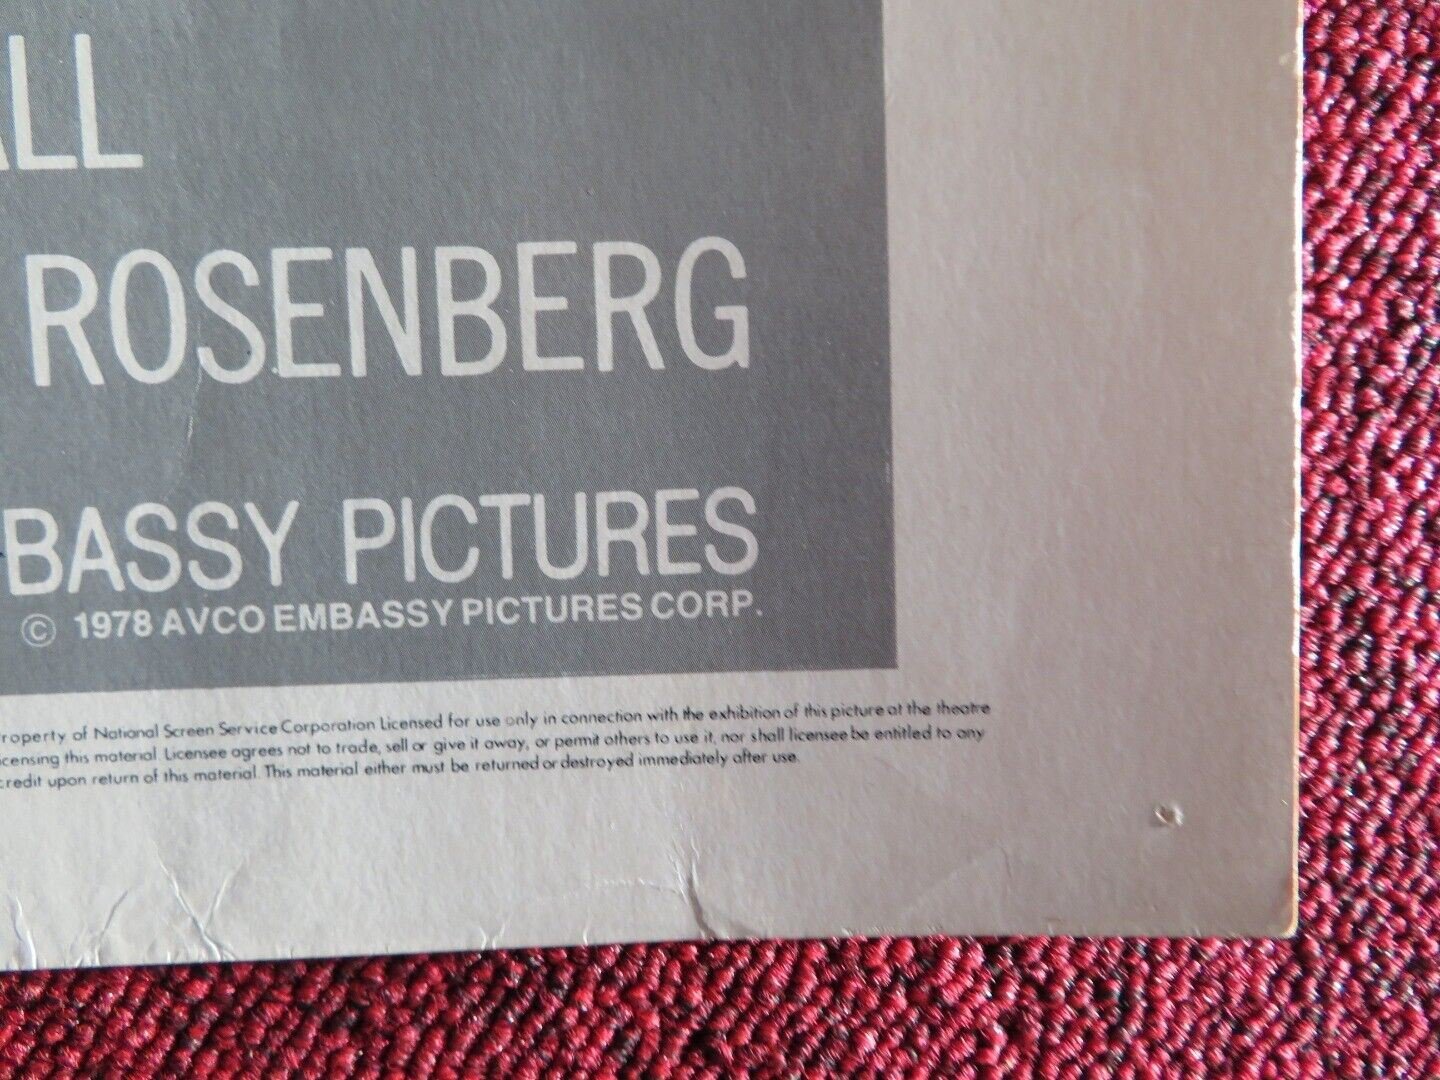 ALL
ROSENBERG
BASSY PICTURES
© 1978 AVCO EMBASSY PICTURES CORP.
roperty of National Screen Service Corporation Licensed for use only in connection with the exhibition of this picture at the theatre
icensing this material. Licensee agrees not to trade, sell or give it away, or permit others to use it, nor shall licensee be entitled to any
credit upon return of this material. This material either must be returned or destroyed immediately after use.